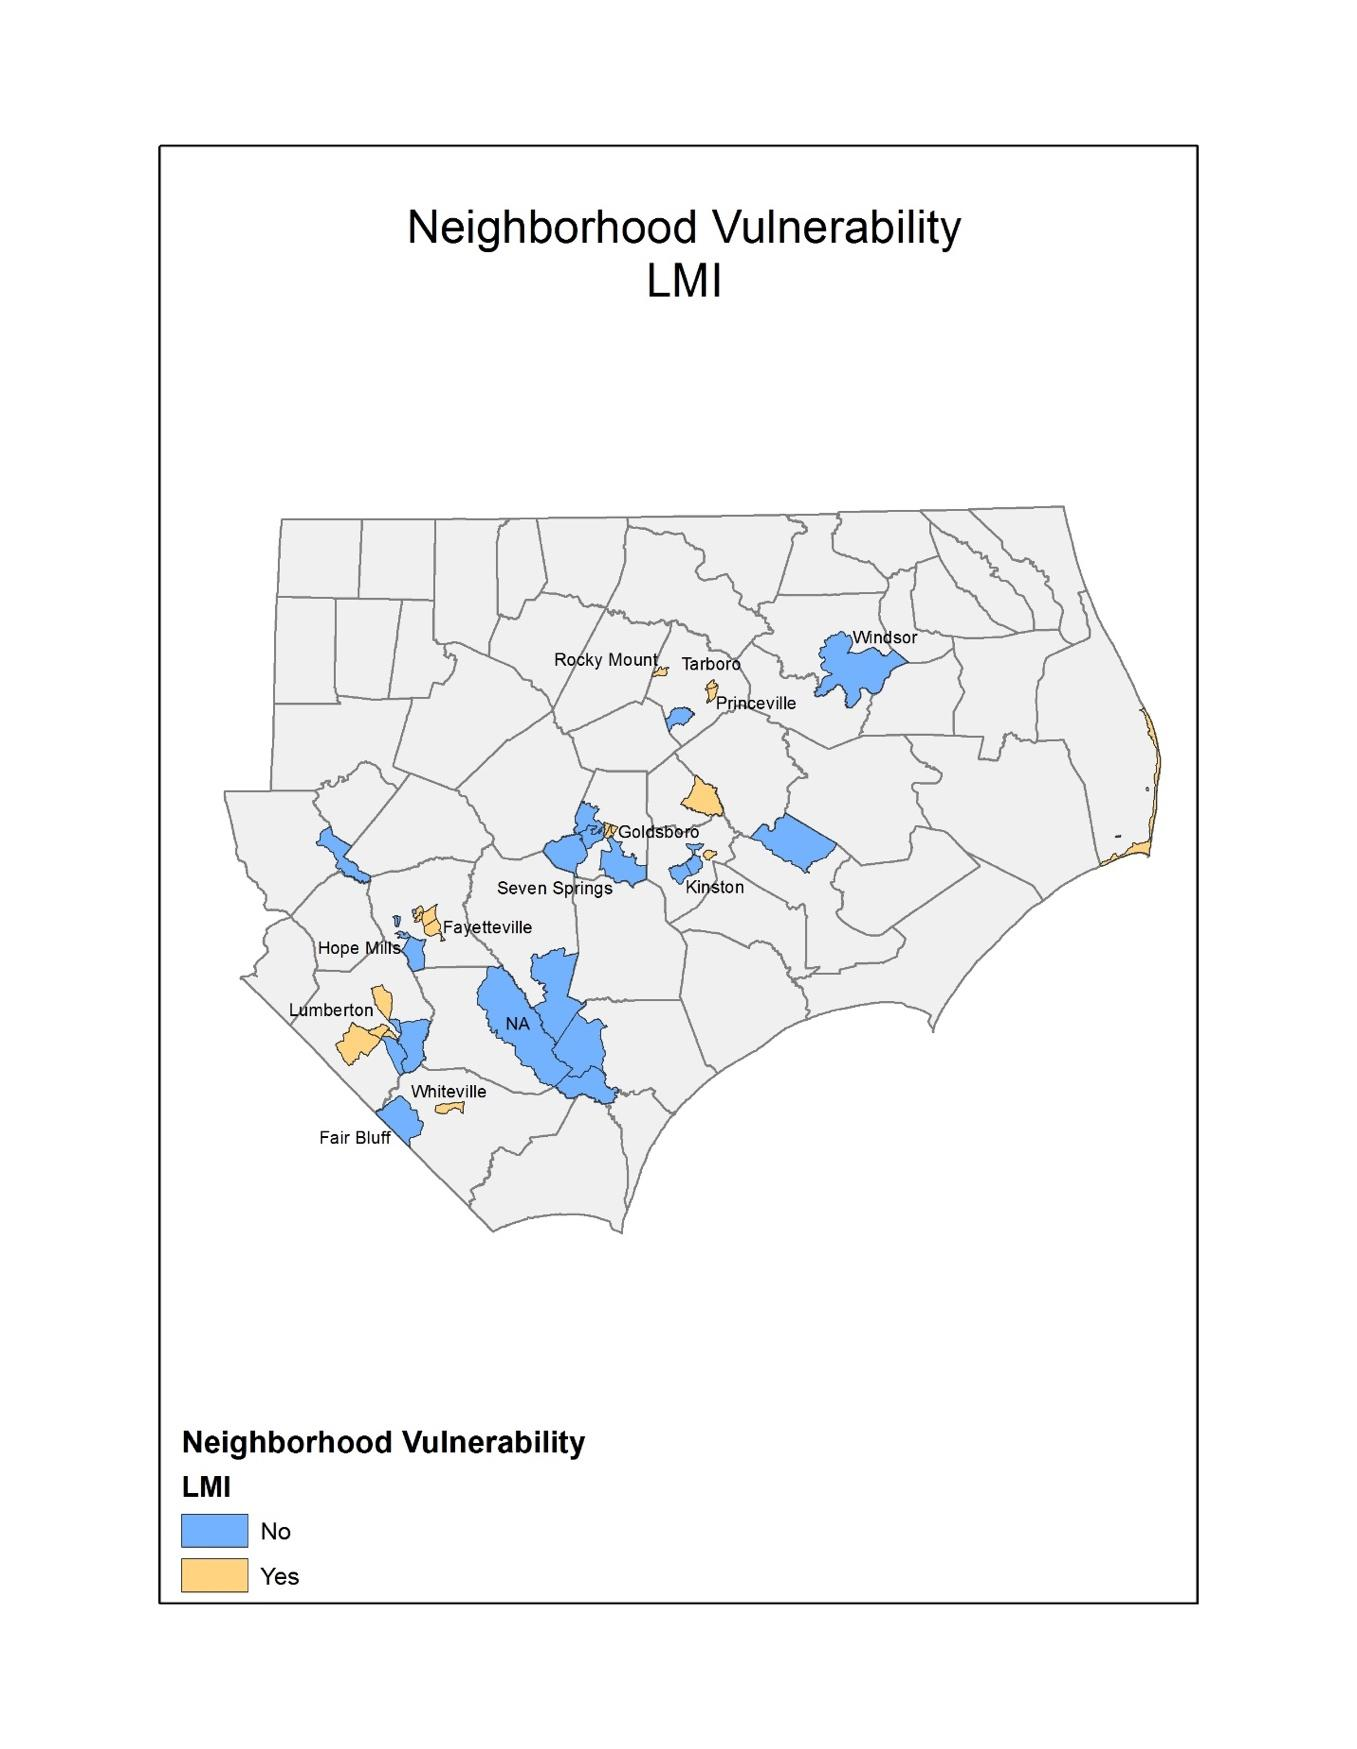 Neighborhood Vulnerability
LMI
Windsor
Rocky Mount
Tarboro
Princeville
Goldsboro
Seven Springs
Kinston
Fayetteville
Hope Mills
Lumberton
NA
Whiteville
Fair Bluff
Neighborhood Vulnerability
LMI
No
Yes